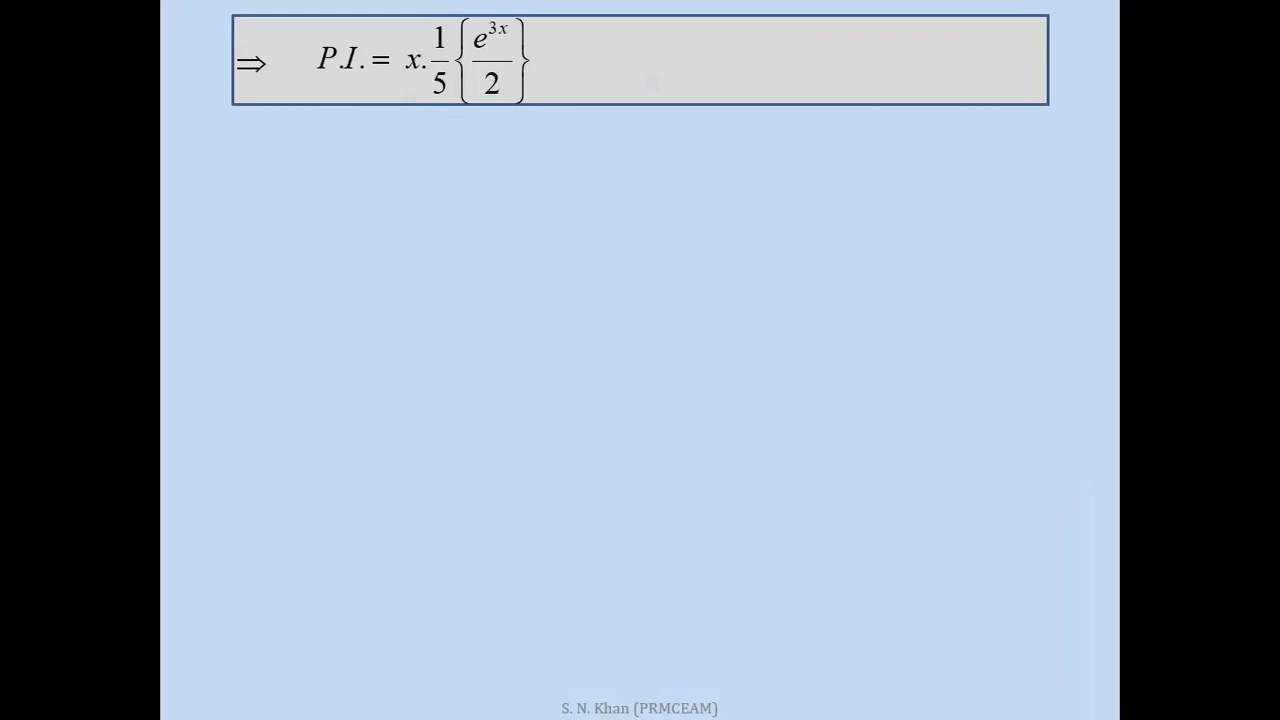 ⇒ P.I. = x. 1/5 {e^{3x}/2}
S. N. Khan (PRMCEAM)